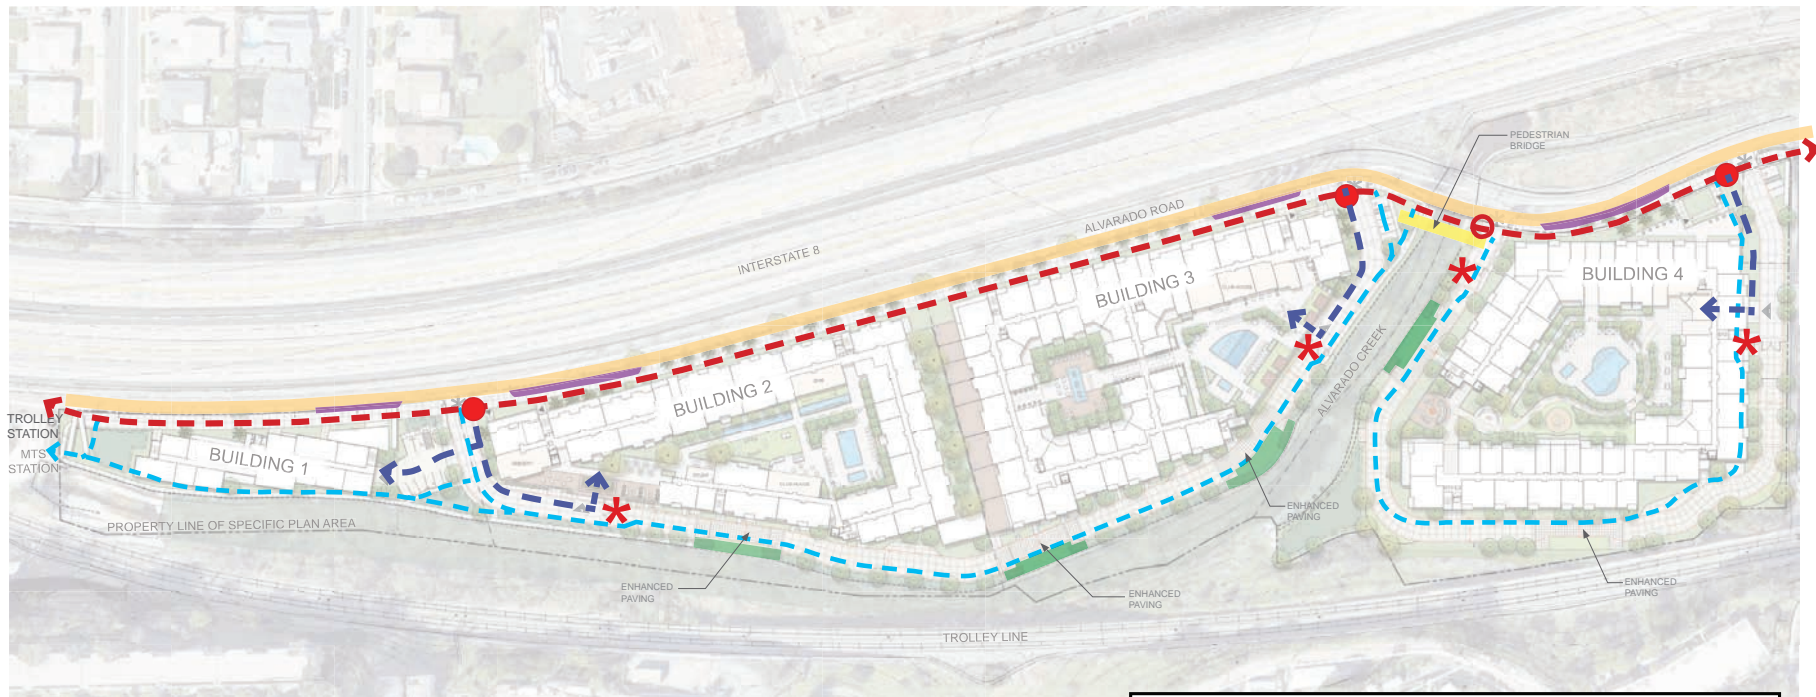 PEDESTRIAN
BRIDGE
ALVARADO ROAD
INTERSTATE 8
BUILDING 4
BUILDING 3
BUILDING 2
BUILDING 1
ALVARADO CREEK
TROLLEY
STATION
MTS
STATION
PROPERTY LINE OF SPECIFIC PLAN AREA
ENHANCED
PAVING
ENHANCED
PAVING
ENHANCED
PAVING
ENHANCED
PAVING
TROLLEY LINE